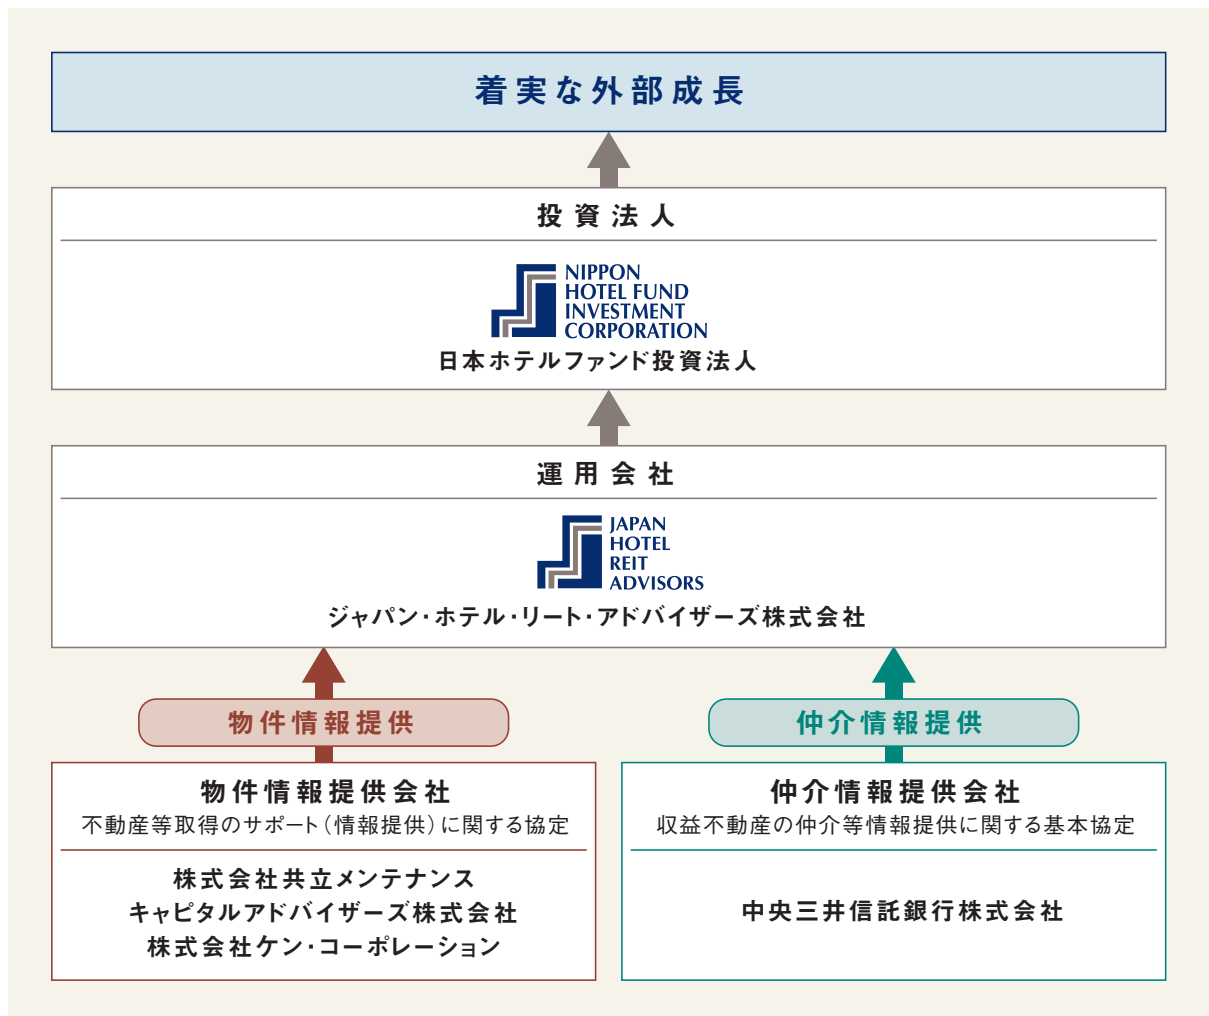 着実な外部成長
投資法人
NIPPON
HOTEL FUND
INVESTMENT
CORPORATION
日本ホテルファンド投資法人
運用会社
JAPAN
HOTEL
REIT
ADVISORS
ジャパン・ホテル・リート・アドバイザーズ株式会社
物件情報提供
仲介情報提供
物件情報提供会社
不動産等取得のサポート(情報提供)に関する協定
株式会社共立メンテナンス
キャピタルアドバイザーズ株式会社
株式会社ケン・コーポレーション
仲介情報提供会社
収益不動産の仲介等情報提供に関する基本協定
中央三井信託銀行株式会社